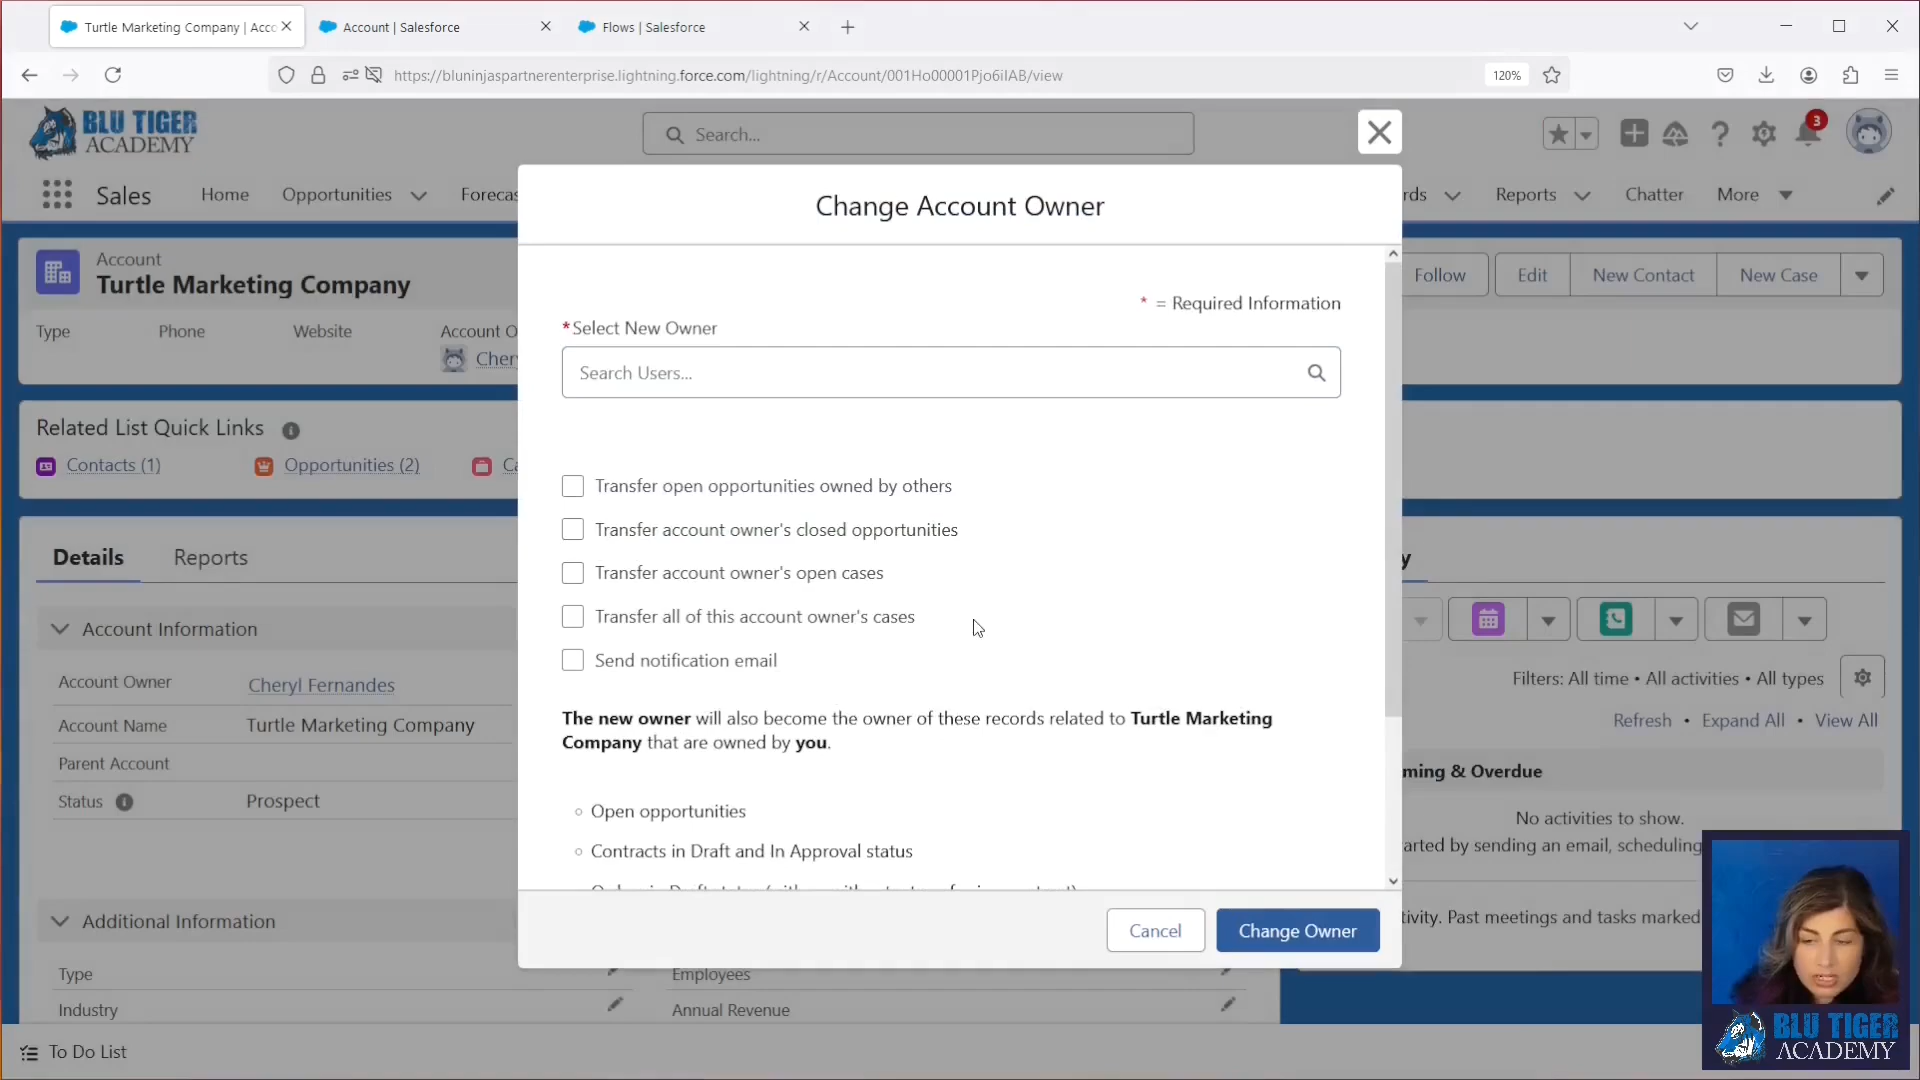 Turtle Marketing Company | Acco
Account | Salesforce
Flows | Salesforce
https://bluninjaspartnerenterprise.lightning.force.com/lightning/r/Account/001Ho00001Pjo6iIAB/view
120%
BLU TIGER
ACADEMY
Search...
3
Sales
Home
Opportunities
Forecas
rds
Reports
Chatter
More
Change Account Owner
Account
Turtle Marketing Company
Follow
Edit
New Contact
New Case
Type
Phone
Website
Account O
Cher
* = Required Information
*Select New Owner
Search Users...
Related List Quick Links
Contacts (1)
Opportunities (2)
Ca
Transfer open opportunities owned by others
Transfer account owner's closed opportunities
Transfer account owner's open cases
Transfer all of this account owner's cases
Send notification email
The new owner will also become the owner of these records related to Turtle Marketing
Company that are owned by you.
Open opportunities
Contracts in Draft and In Approval status
Cancel
Change Owner
Details
Reports
Account Information
Account Owner
Cheryl Fernandes
Account Name
Turtle Marketing Company
Parent Account
Status
Prospect
Additional Information
Type
Employees
Industry
Annual Revenue
y
Filters: All time • All activities • All types
Refresh • Expand All • View All
ming & Overdue
No activities to show.
arted by sending an email, scheduling
tivity. Past meetings and tasks marked
BLU TIGER
ACADEMY
To Do List